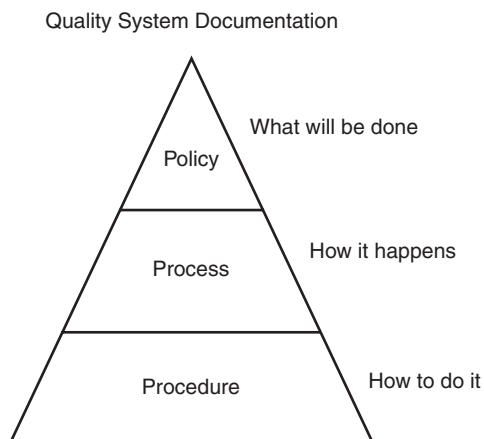 Quality System Documentation
What will be done
Policy
How it happens
Process
How to do it
Procedure